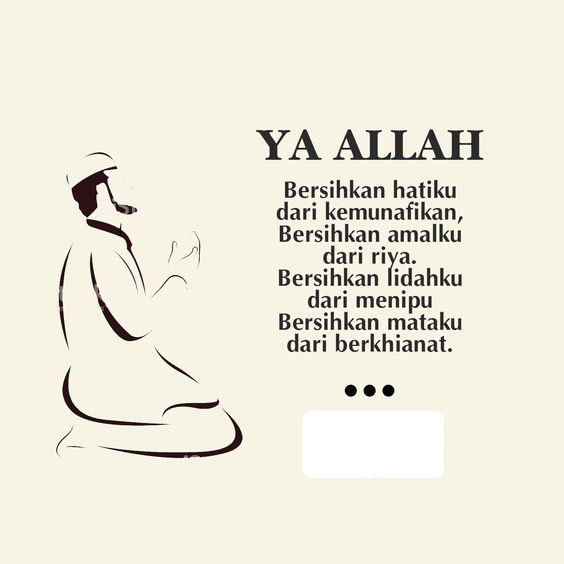 YA ALLAH
Bersihkan hatiku
dari kemunafikan,
Bersihkan amalku
dari riya.
Bersihkan lidahku
dari menipu
Bersihkan mataku
dari berkhianat.